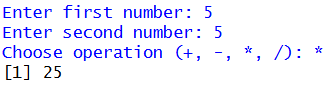 Enter first number: 5
Enter second number: 5
Choose operation (+, -, *, /): *
[1] 25